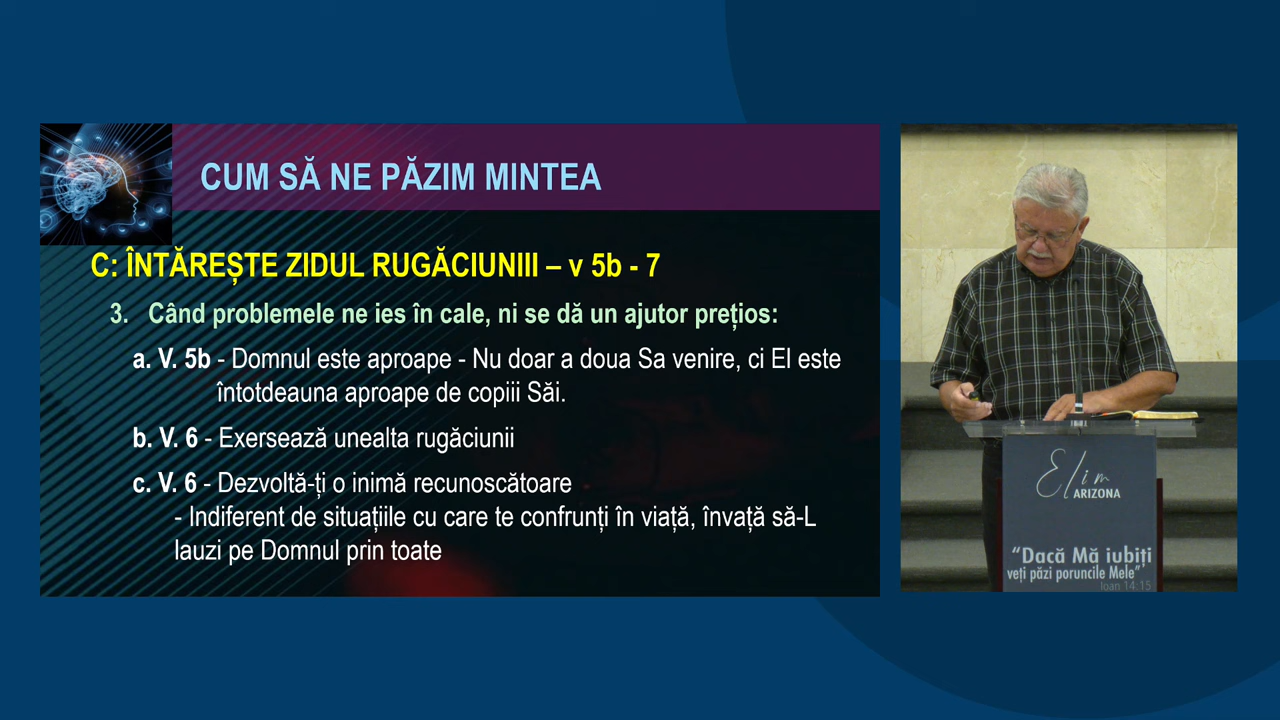 CUM SĂ NE PĂZIM MINTEA
C: ÎNTĂREȘTE ZIDUL RUGĂCIUNIII – v 5b - 7
3. Când problemele ne ies în cale, ni se dă un ajutor prețios:
a. V. 5b - Domnul este aproape - Nu doar a doua Sa venire, ci El este
întotdeauna aproape de copiii Săi.
b. V. 6 - Exersează unealta rugăciunii
c. V. 6 - Dezvoltă-ți o inimă recunoscătoare
- Indiferent de situațiile cu care te confrunți în viață, învață să-L
lauzi pe Domnul prin toate
Elim
ARIZONA
“Dacă Mă iubiți
veți păzi poruncile Mele”
Ioan 14:15